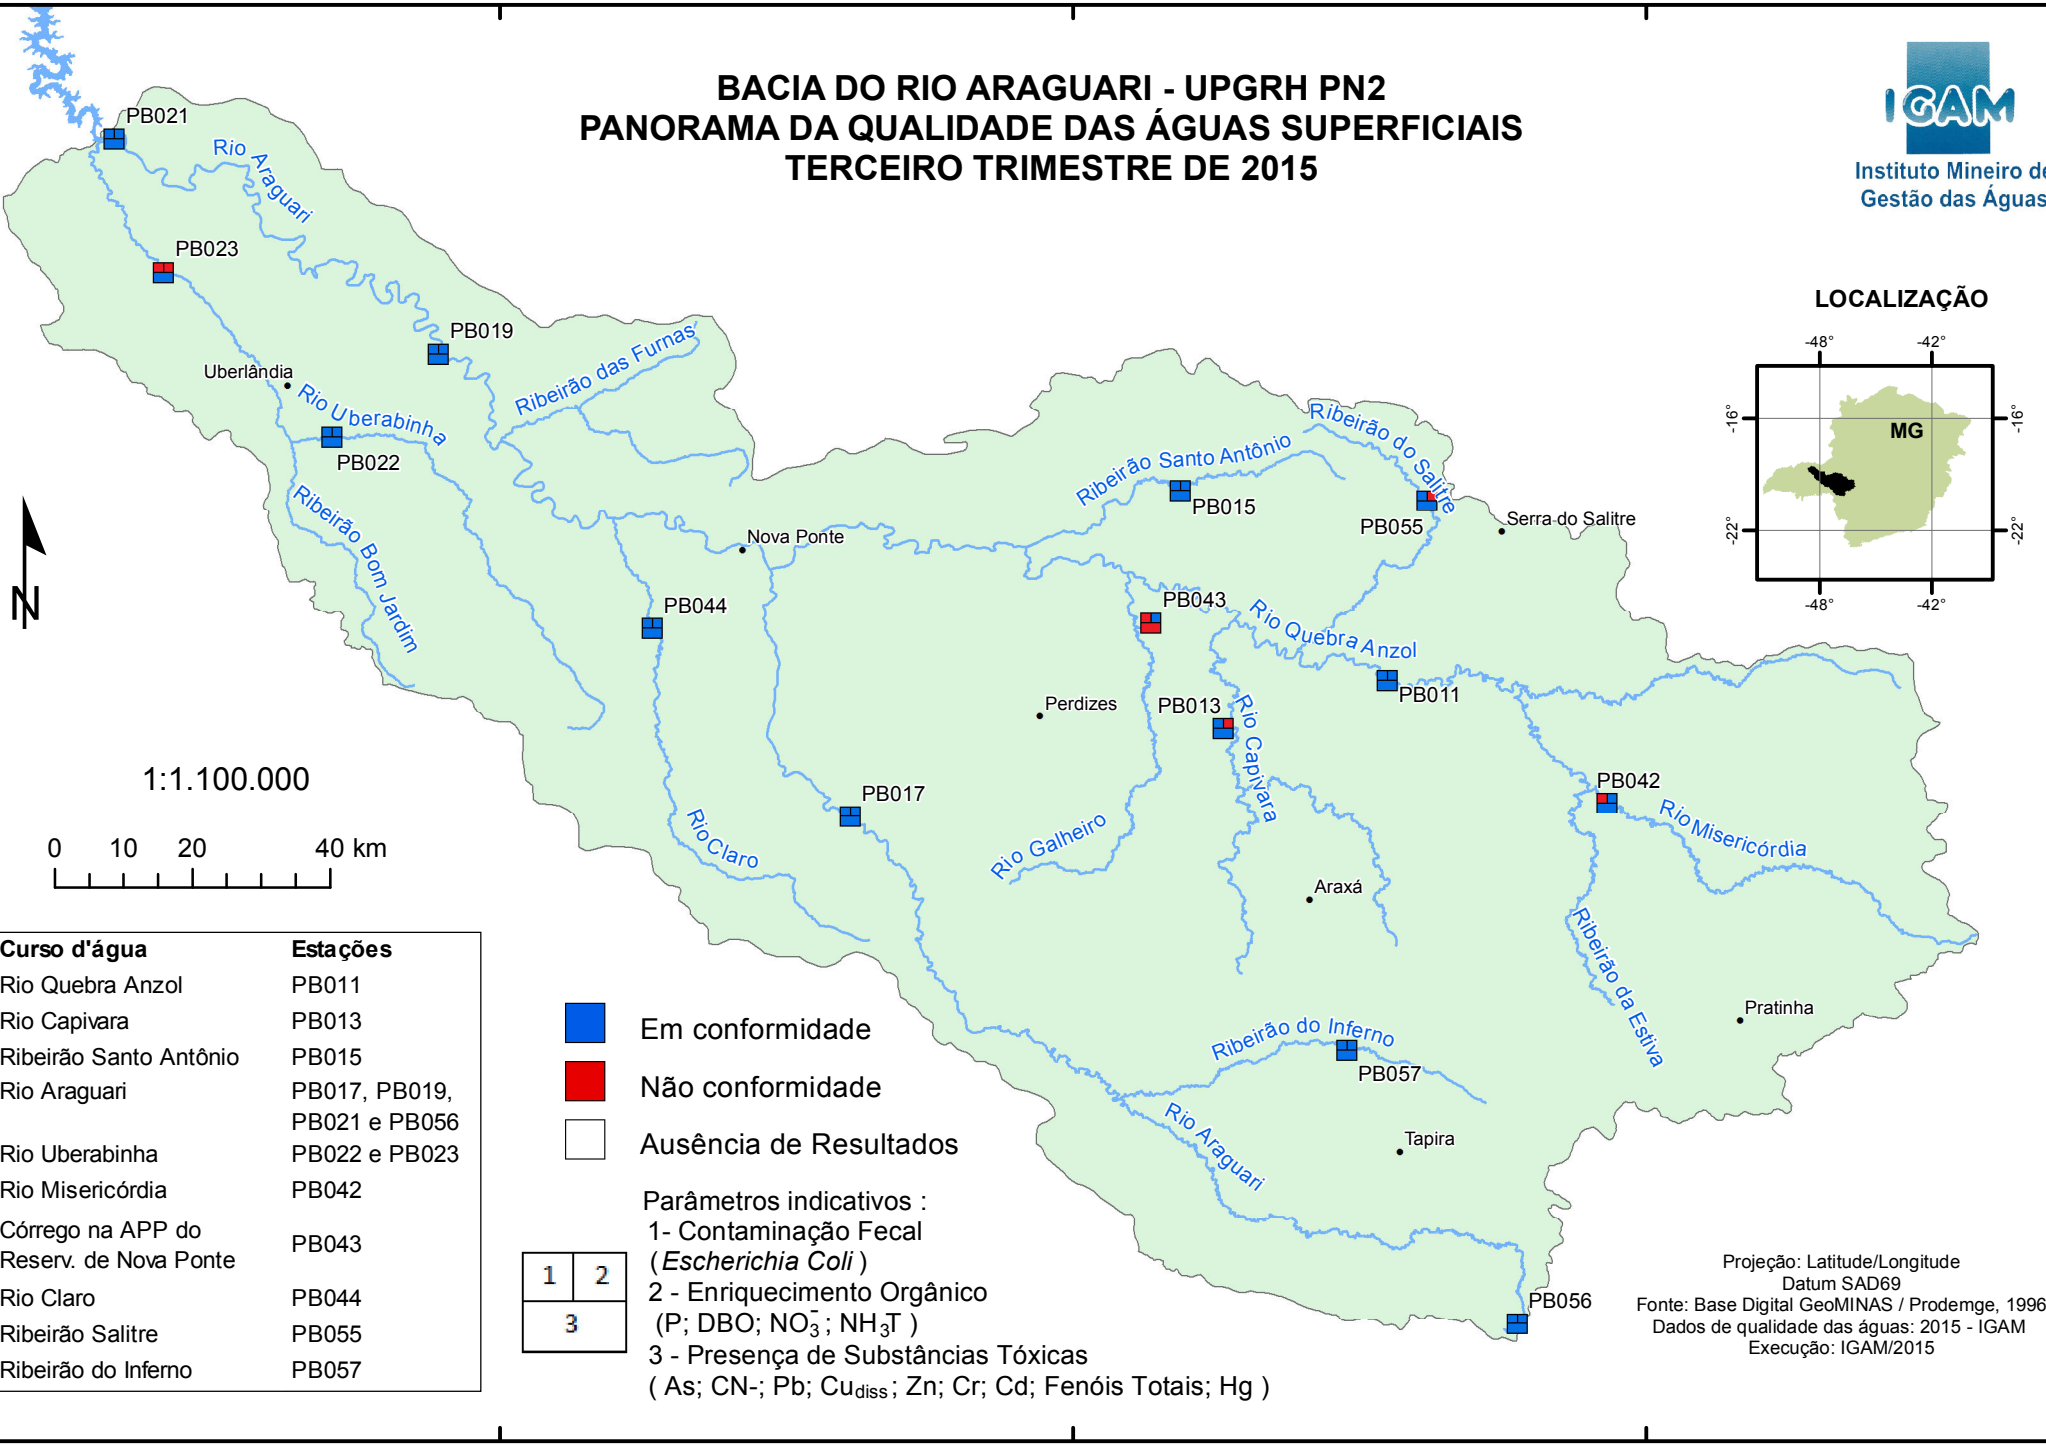 BACIA DO RIO ARAGUARI - UPGRH PN2
PANORAMA DA QUALIDADE DAS ÁGUAS SUPERFICIAIS
TERCEIRO TRIMESTRE DE 2015
IGAM
Instituto Mineiro de
Gestão das Águas
LOCALIZAÇÃO
-48°
-42°
-16°
-16°
MG
-22°
-22°
-48°
-42°
PB021
Rio Araguari
PB023
PB019
Uberlândia
Rio Uberabinha
PB022
Ribeirão das Furnas
Ribeirão Bom Jardim
N
Nova Ponte
Ribeirão Santo Antônio
PB015
Ribeirão do Salitre
PB055
Serra do Salitre
PB044
PB043
Rio Quebra Anzol
PB011
Perdizes
PB013
Rio Capivara
PB017
Rio Claro
Rio Galheiro
PB042
Rio Misericórdia
Araxá
Ribeirão da Estiva
Pratinha
Ribeirão do Inferno
PB057
Rio Araguari
Tapira
PB056
1:1.100.000
0 10 20 40 km
Curso d'água Estações
Rio Quebra Anzol PB011
Rio Capivara PB013
Ribeirão Santo Antônio PB015
Rio Araguari PB017, PB019,
PB021 e PB056
Rio Uberabinha PB022 e PB023
Rio Misericórdia PB042
Córrego na APP do
Reserv. de Nova Ponte PB043
Rio Claro PB044
Ribeirão Salitre PB055
Ribeirão do Inferno PB057
Em conformidade
Não conformidade
Ausência de Resultados
Parâmetros indicativos :
1- Contaminação Fecal
(Escherichia Coli )
2 - Enriquecimento Orgânico
(P; DBO; NO₃⁻; NH₃T )
3 - Presença de Substâncias Tóxicas
( As; CN-; Pb; Cudiss; Zn; Cr; Cd; Fenóis Totais; Hg )
1 2
3
Projeção: Latitude/Longitude
Datum SAD69
Fonte: Base Digital GeoMINAS / Prodemge, 1996
Dados de qualidade das águas: 2015 - IGAM
Execução: IGAM/2015